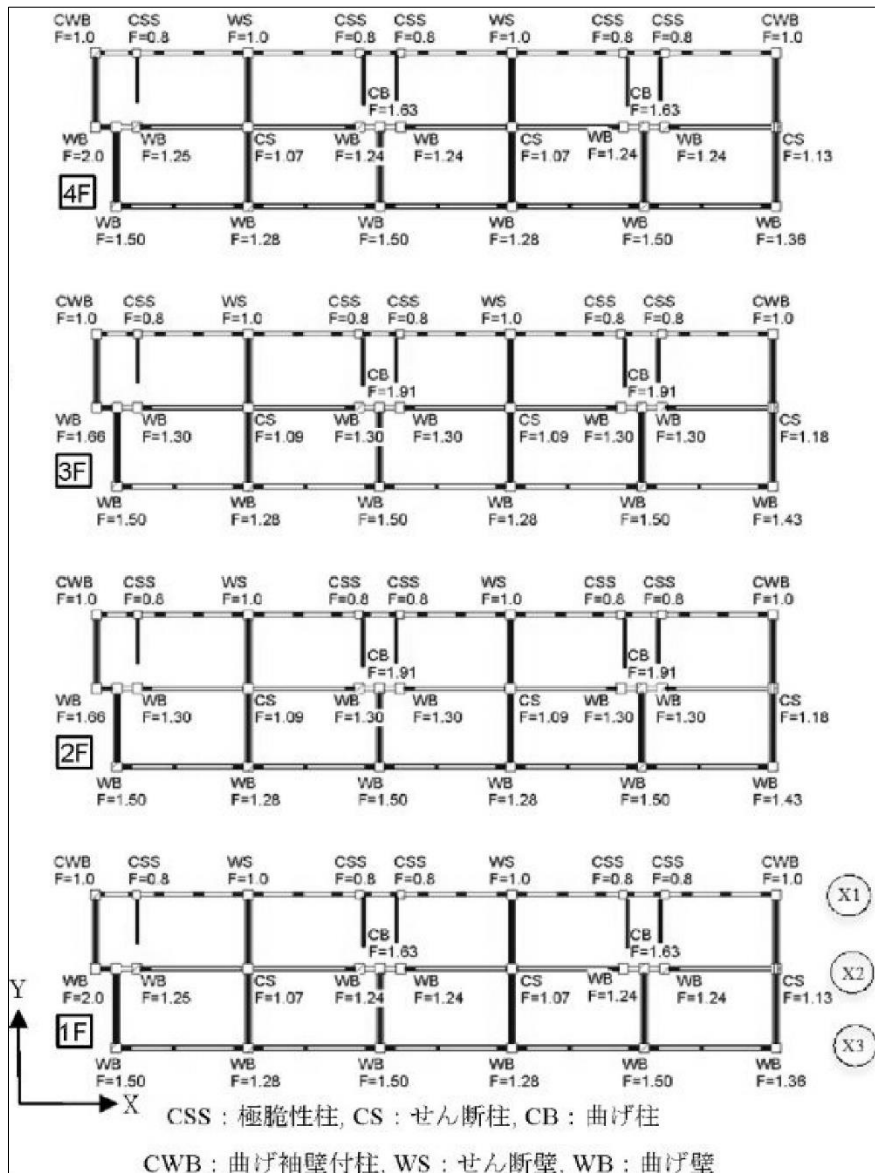 CWB CSS WS CSS CSS WS CSS CSS CWB
F=1.0 F=0.8 F=1.0 F=0.8 F=0.8 F=1.0 F=0.8 F=0.8 F=1.0
CB CB
F=1.63 F=1.63
WB WB CS WB WB CS WB WB CS
F=2.0 F=1.25 F=1.07 F=1.24 F=1.24 F=1.07 F=1.24 F=1.24 F=1.13
4F
WB WB WB WB WB WB
F=1.50 F=1.28 F=1.50 F=1.28 F=1.50 F=1.36
CWB CSS WS CSS CSS WS CSS CSS CWB
F=1.0 F=0.8 F=1.0 F=0.8 F=0.8 F=1.0 F=0.8 F=0.8 F=1.0
CB CB
F=1.91 F=1.91
WB WB CS WB WB CS WB WB CS
F=1.66 F=1.30 F=1.09 F=1.30 F=1.30 F=1.09 F=1.30 F=1.30 F=1.18
3F
WB WB WB WB WB WB
F=1.50 F=1.28 F=1.50 F=1.28 F=1.50 F=1.43
CWB CSS WS CSS CSS WS CSS CSS CWB
F=1.0 F=0.8 F=1.0 F=0.8 F=0.8 F=1.0 F=0.8 F=0.8 F=1.0
CB CB
F=1.91 F=1.91
WB WB CS WB WB CS WB WB CS
F=1.66 F=1.30 F=1.09 F=1.30 F=1.30 F=1.09 F=1.30 F=1.30 F=1.18
2F
WB WB WB WB WB WB
F=1.50 F=1.28 F=1.50 F=1.28 F=1.50 F=1.43
CWB CSS WS CSS CSS WS CSS CSS CWB
F=1.0 F=0.8 F=1.0 F=0.8 F=0.8 F=1.0 F=0.8 F=0.8 F=1.0
X1
CB CB
F=1.63 F=1.63
X2
WB WB CS WB WB CS WB WB CS
F=2.0 F=1.25 F=1.07 F=1.24 F=1.24 F=1.07 F=1.24 F=1.24 F=1.13
Y
1F
X3
WB WB WB WB WB WB
F=1.50 F=1.28 F=1.50 F=1.28 F=1.50 F=1.36
X
CSS：極脆性柱, CS：せん断柱, CB：曲げ柱
CWB：曲げ袖壁付柱, WS：せん断壁, WB：曲げ壁